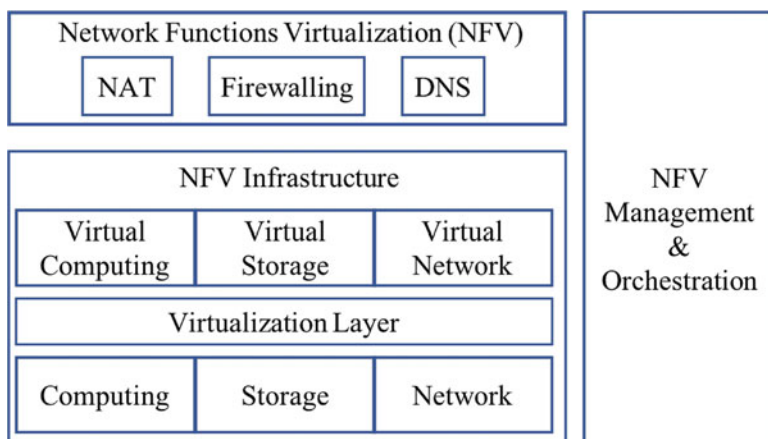 Network Functions Virtualization (NFV)
NAT
Firewalling
DNS
NFV Infrastructure
Virtual
Computing
Virtual
Storage
Virtual
Network
Virtualization Layer
Computing
Storage
Network
NFV
Management
&
Orchestration